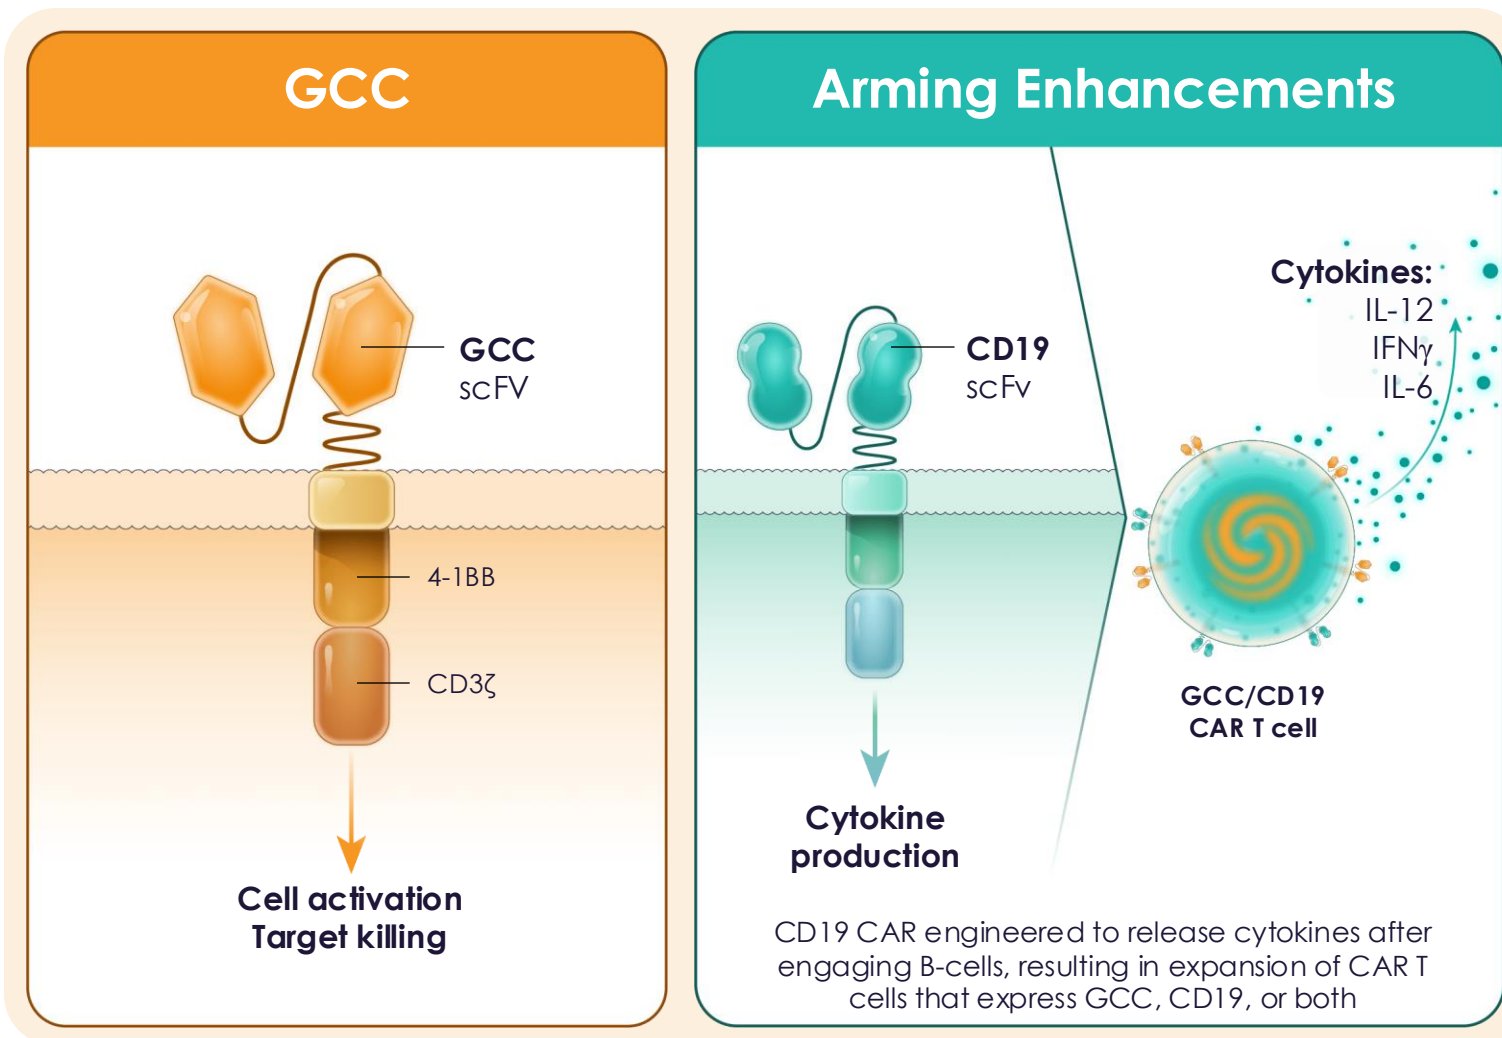 GCC
GCC
scFV
4-1BB
CD3ζ
Cell activation
Target killing
Arming Enhancements
CD19
scFv
Cytokine
production
Cytokines:
IL-12
IFNγ
IL-6
GCC/CD19
CAR T cell
CD19 CAR engineered to release cytokines after
engaging B-cells, resulting in expansion of CAR T
cells that express GCC, CD19, or both